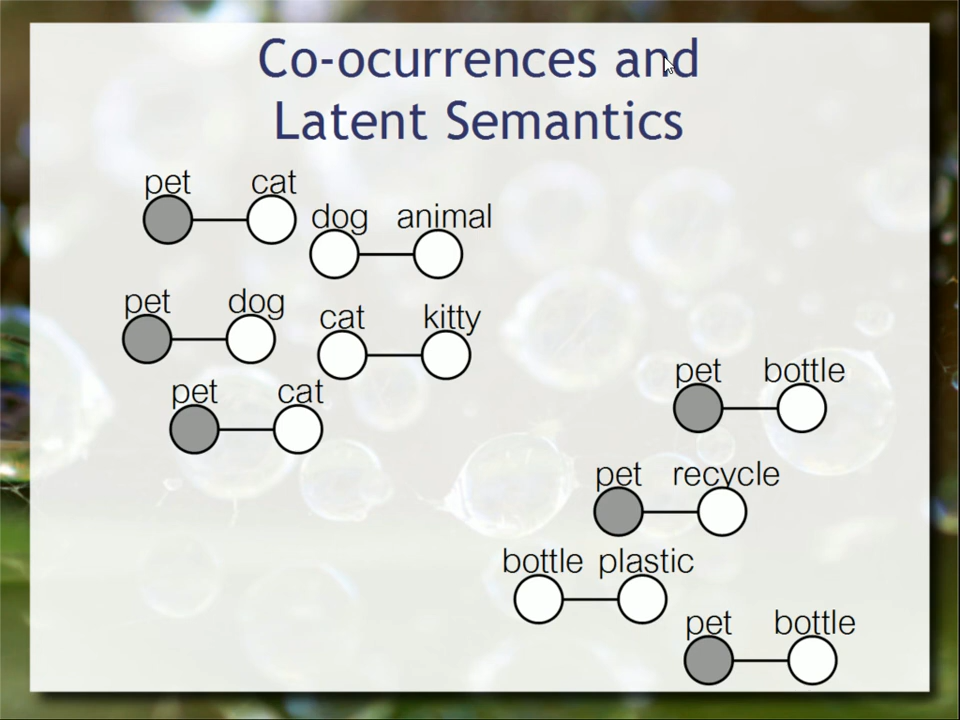 Co-ocurrences and
Latent Semantics
pet cat
dog animal
pet dog
cat kitty
pet cat
pet bottle
pet recycle
bottle plastic
pet bottle